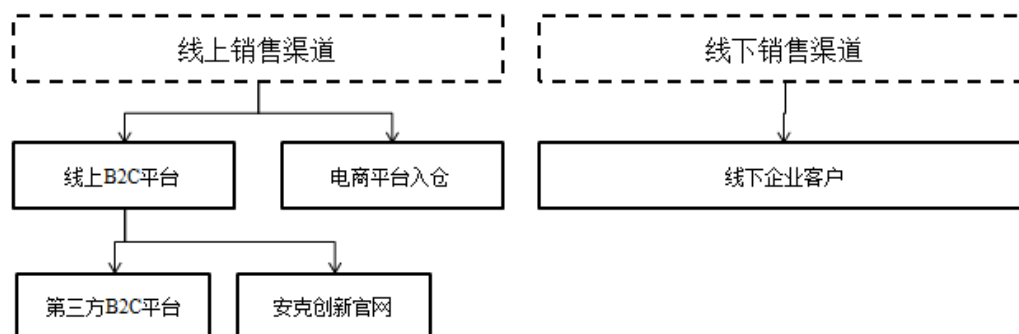 线上销售渠道
线下销售渠道
线上B2C平台
电商平台入仓
线下企业客户
第三方B2C平台
安克创新官网